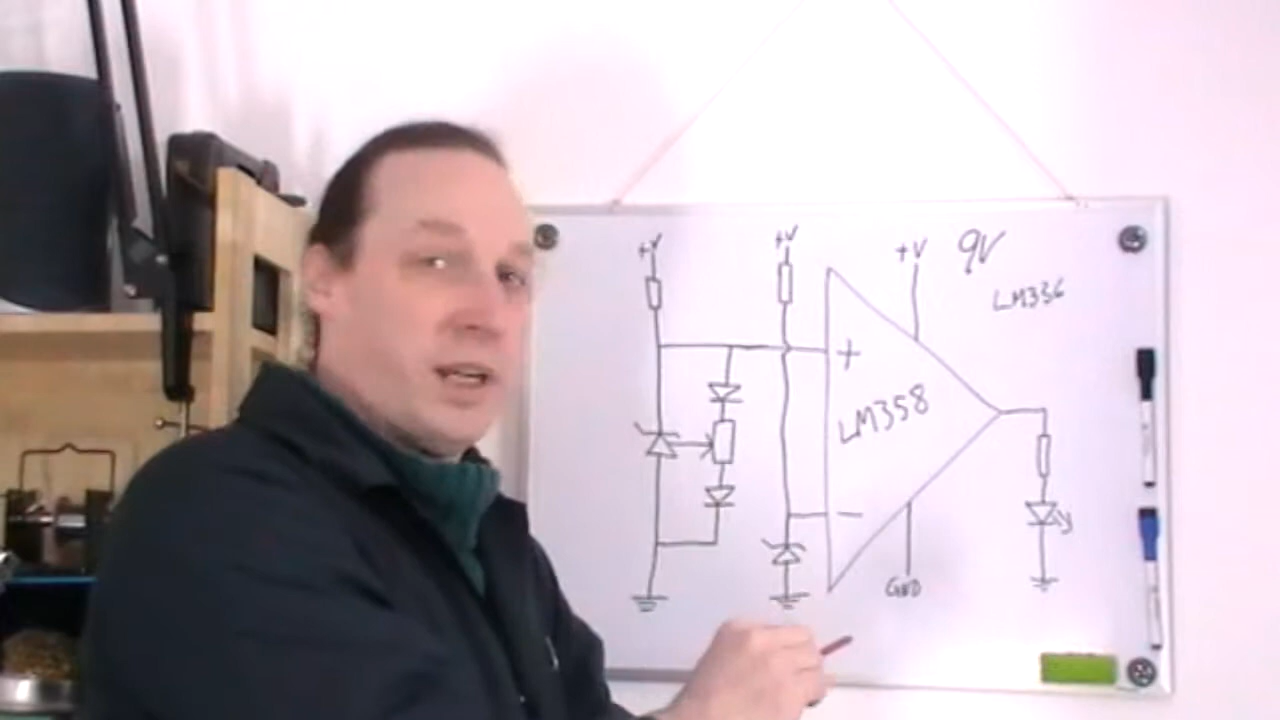 +V
+V
+V
9V
LM336
+
LM358
−
GND